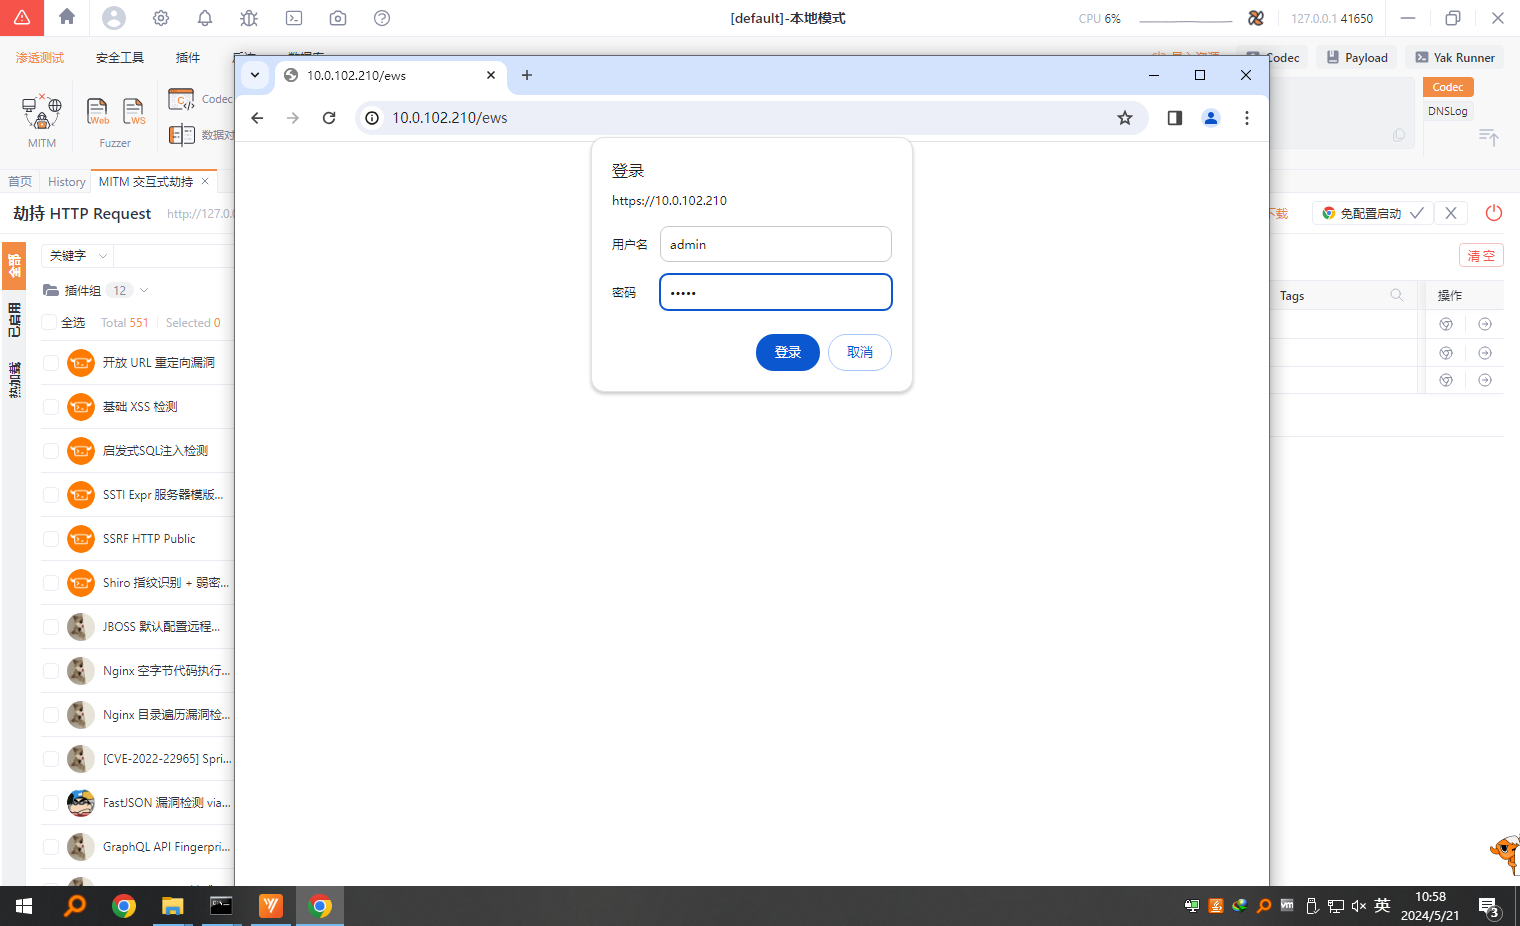 [default]-本地模式
CPU 6%
127.0.0.1 41650
渗透测试
安全工具
插件
Codec
Payload
Yak Runner
MITM
Web
WS
Fuzzer
Codec
数据对
Codec
DNSLog
首页
History
MITM 交互式劫持
劫持 HTTP Request
http://127.0.0
下载
免配置启动
清空
全部
已启用
热加载
关键字
插件组 12
全选
Total 551
Selected 0
Tags
操作
开放 URL 重定向漏洞
基础 XSS 检测
启发式SQL注入检测
SSTI Expr 服务器模版...
SSRF HTTP Public
Shiro 指纹识别 + 弱密...
JBOSS 默认配置远程...
Nginx 空字节代码执行...
Nginx 目录遍历漏洞检...
[CVE-2022-22965] Spri...
FastJSON 漏洞检测 via...
GraphQL API Fingerpri...
10.0.102.210/ews
10.0.102.210/ews
登录
https://10.0.102.210
用户名
admin
密码
•••••
登录
取消
英
10:58
2024/5/21
3